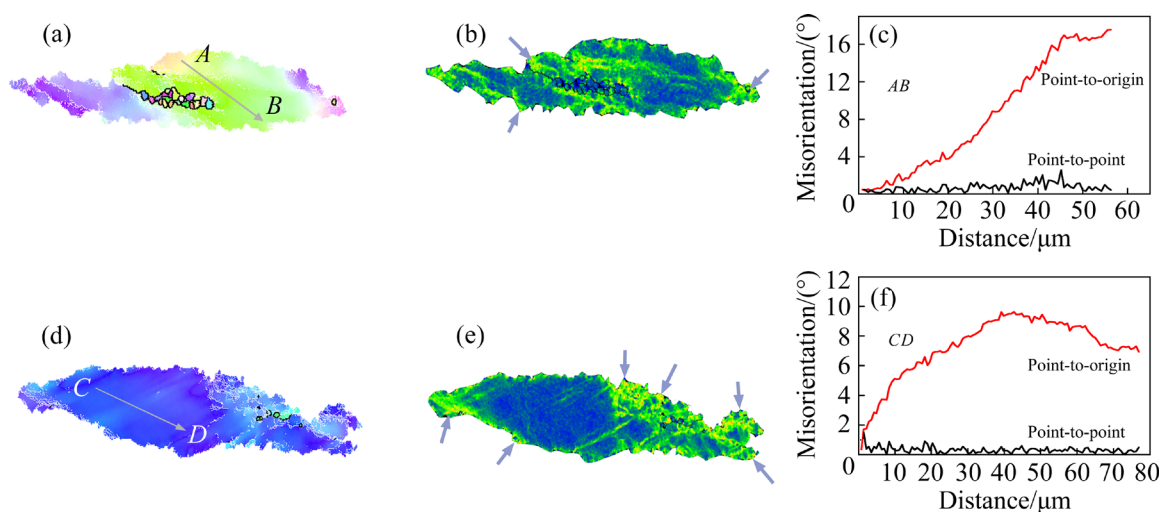 (a)
A
B
(b)
(c)
Misorientation/(°)
16
12
8
4
0
AB
Point-to-origin
Point-to-point
10 20 30 40 50 60
Distance/μm
(d)
C
D
(e)
(f)
Misorientation/(°)
12
10
8
6
4
2
0
CD
Point-to-origin
Point-to-point
10 20 30 40 50 60 70 80
Distance/μm